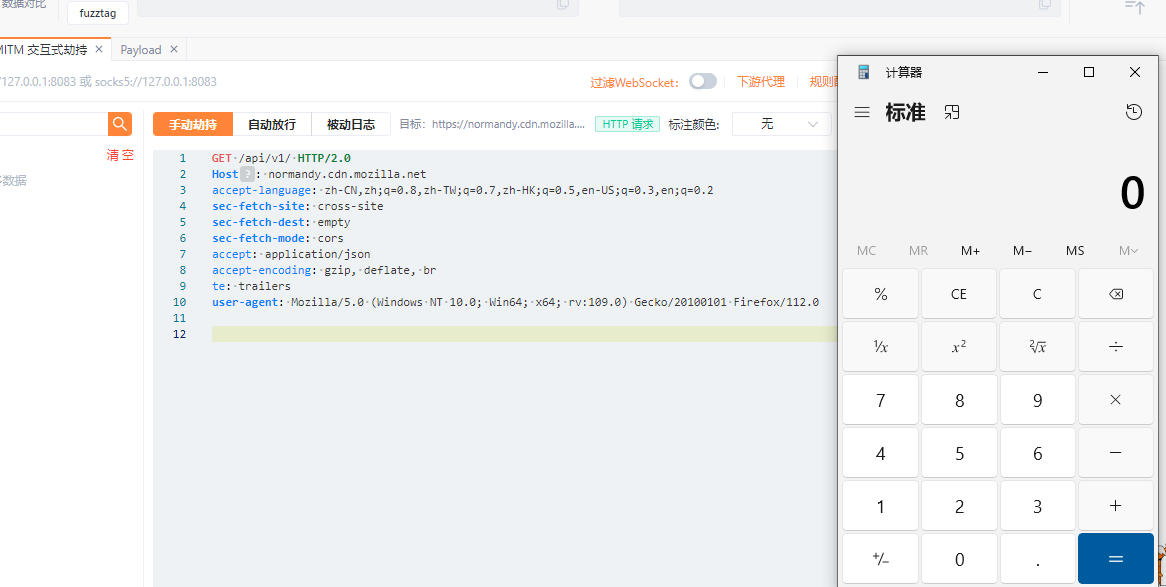 数据对比
fuzztag
MITM 交互式劫持 ×
Payload ×
/127.0.0.1:8083 或 socks5://127.0.0.1:8083
过滤WebSocket:
下游代理
规则
清 空
数据
手动劫持
自动放行
被动日志
目标: https://normandy.cdn.mozilla....
HTTP 请求
标注颜色:
无
1 GET /api/v1/ HTTP/2.0
2 Host ? : normandy.cdn.mozilla.net
3 accept-language: zh-CN,zh;q=0.8,zh-TW;q=0.7,zh-HK;q=0.5,en-US;q=0.3,en;q=0.2
4 sec-fetch-site: cross-site
5 sec-fetch-dest: empty
6 sec-fetch-mode: cors
7 accept: application/json
8 accept-encoding: gzip, deflate, br
9 te: trailers
10 user-agent: Mozilla/5.0 (Windows NT 10.0; Win64; x64; rv:109.0) Gecko/20100101 Firefox/112.0
11
12
计算器
标准
0
MC MR M+ M− MS M˅
% CE C ⌫
¹⁄x x² ²√x ÷
7 8 9 ×
4 5 6 −
1 2 3 +
+/− 0 . =